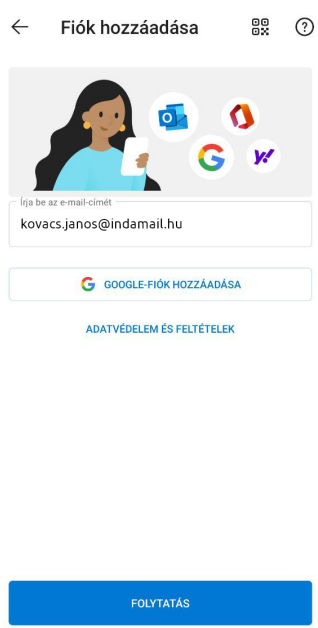 Fiók hozzáadása
Írja be az e-mail-címét
kovacs.janos@indamail.hu
GOOGLE-FIÓK HOZZÁADÁSA
ADATVÉDELEM ÉS FELTÉTELEK
FOLYTATÁS